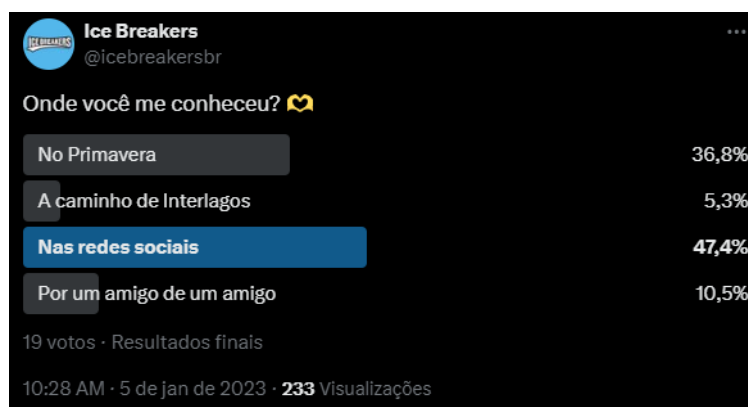 ICE BREAKERS
Ice Breakers
@icebreakersbr
Onde você me conheceu? 🫶
No Primavera 36,8%
A caminho de Interlagos 5,3%
Nas redes sociais 47,4%
Por um amigo de um amigo 10,5%
19 votos · Resultados finais
10:28 AM · 5 de jan de 2023 · 233 Visualizações